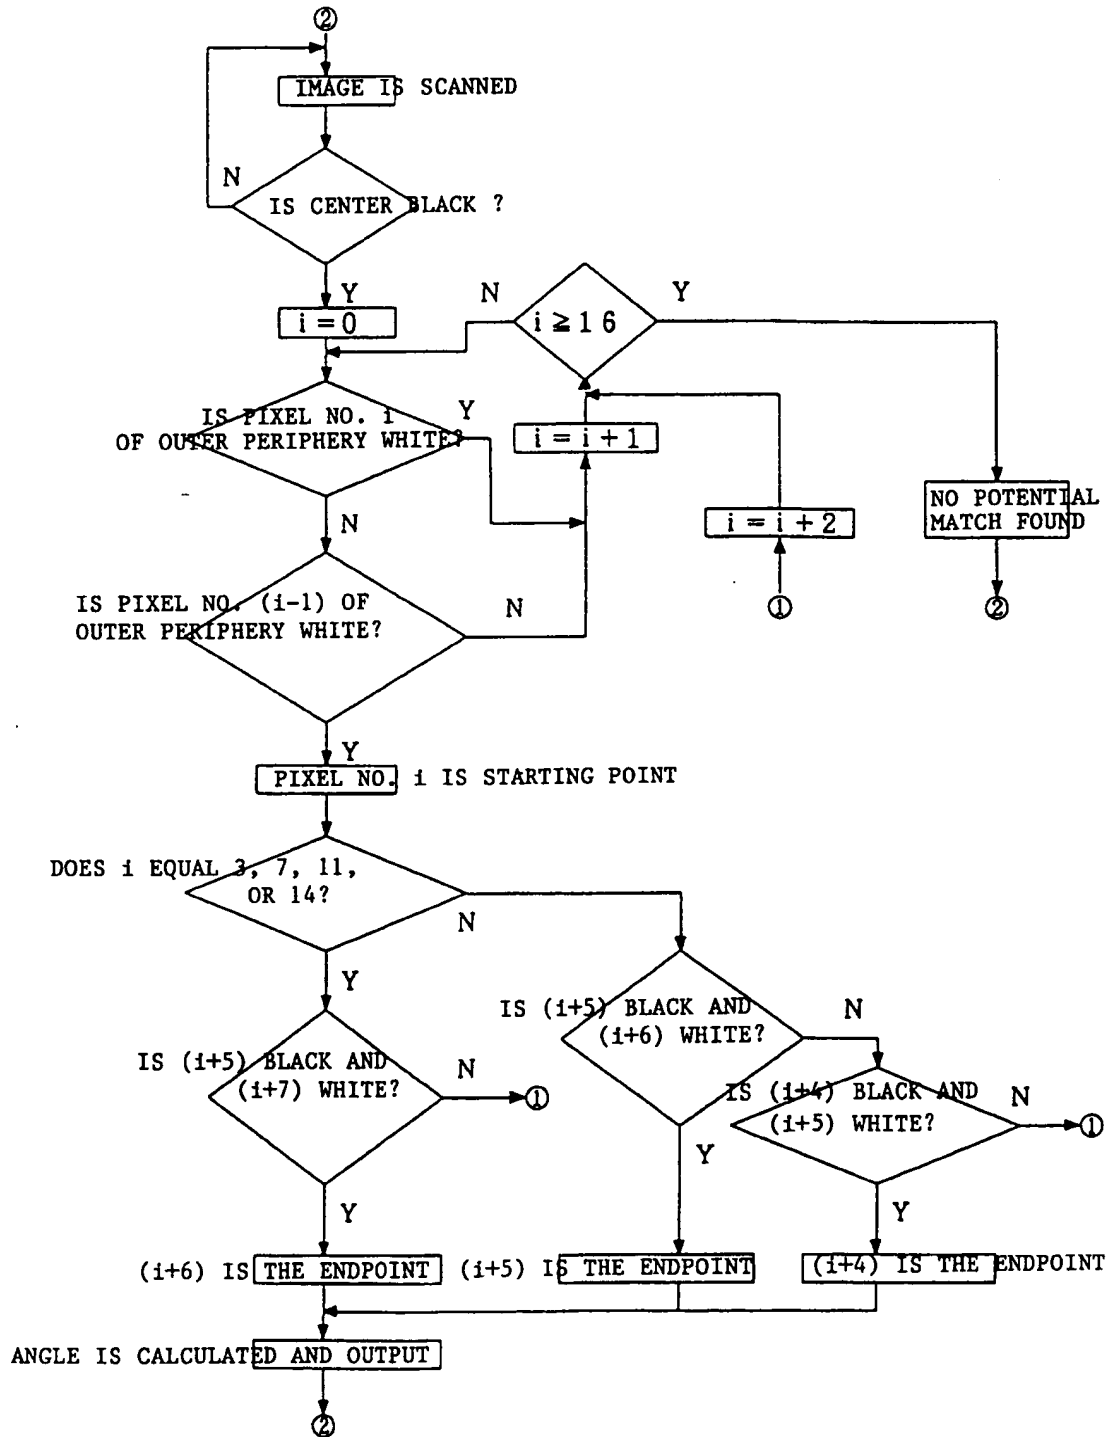 ②
IMAGE IS SCANNED
N
IS CENTER BLACK ?
Y
i = 0
N
i ≧ 16
Y
IS PIXEL NO. i
OF OUTER PERIPHERY WHITE?
Y
i = i + 1
N
i = i + 2
NO POTENTIAL
MATCH FOUND
①
②
IS PIXEL NO. (i-1) OF
OUTER PERIPHERY WHITE?
N
Y
PIXEL NO. i IS STARTING POINT
DOES i EQUAL 3, 7, 11,
OR 14?
N
Y
IS (i+5) BLACK AND
(i+7) WHITE?
N
①
IS (i+5) BLACK AND
(i+6) WHITE?
N
IS (i+4) BLACK AND
(i+5) WHITE?
N
①
Y
Y
Y
(i+6) IS THE ENDPOINT
(i+5) IS THE ENDPOINT
(i+4) IS THE ENDPOINT
ANGLE IS CALCULATED AND OUTPUT
②